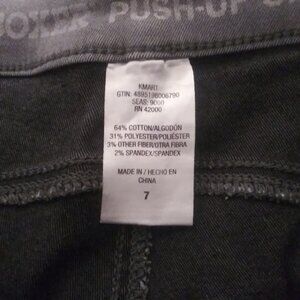 PUSH-UP
KMART
GTIN: 4895198006790
SEAS: 9000
RN 42000
64% COTTON/ALGODÓN
31% POLYESTER/POLIÉSTER
3% OTHER FIBER/OTRA FIBRA
2% SPANDEX/SPANDEX
MADE IN / HECHO EN
CHINA
7